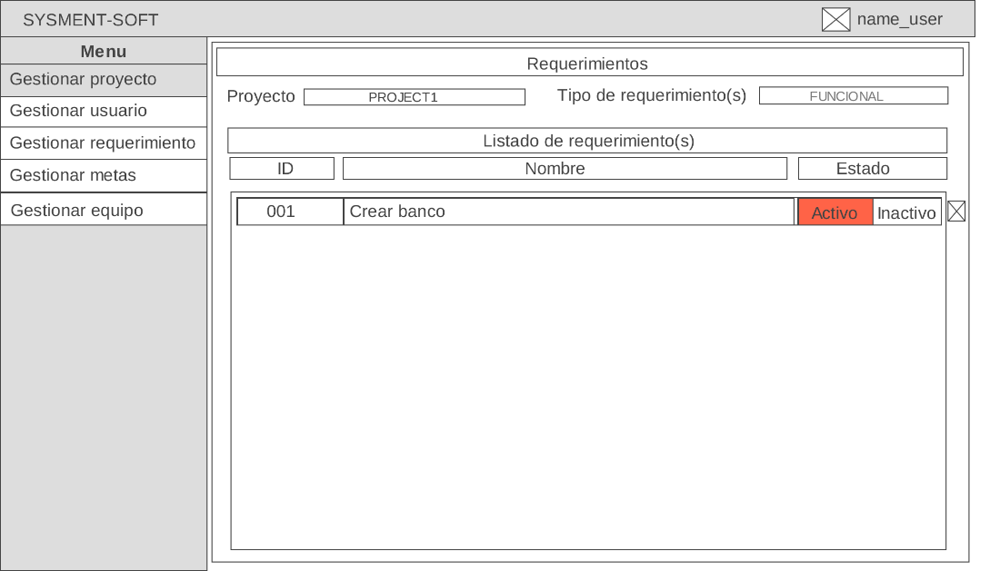 SYSMENT-SOFT
name_user
Menu
Gestionar proyecto
Gestionar usuario
Gestionar requerimiento
Gestionar metas
Gestionar equipo
Requerimientos
Proyecto PROJECT1 Tipo de requerimiento(s) FUNCIONAL
Listado de requerimiento(s)
ID Nombre Estado
001 Crear banco Activo Inactivo